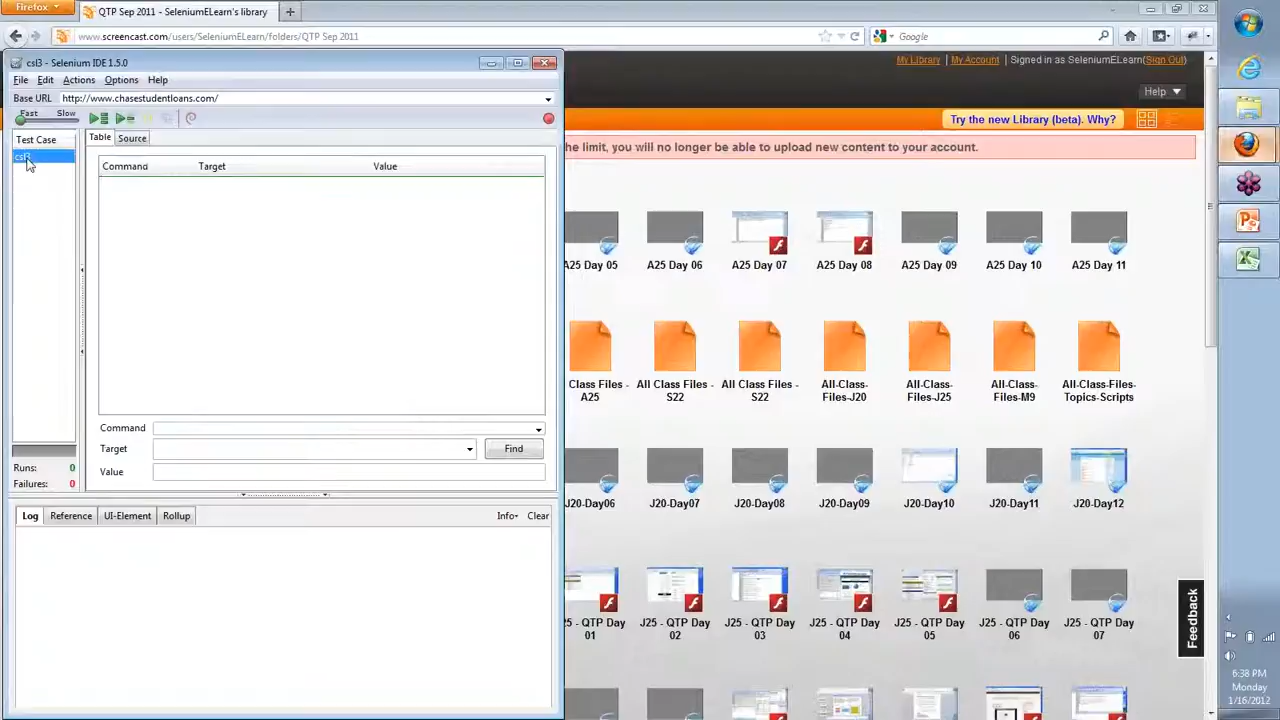 Firefox
QTP Sep 2011 - SeleniumELearn's library
www.screencast.com/users/SeleniumELearn/folders/QTP Sep 2011
Google
csl3 - Selenium IDE 1.5.0
File Edit Actions Options Help
Base URL http://www.chasestudentloans.com/
Fast Slow
Test Case
csl3
Table Source
Command Target Value
Command
Target
Find
Value
Runs: 0
Failures: 0
Log Reference UI-Element Rollup
Info Clear
My Library My Account Signed in as SeleniumELearn(Sign Out)
Help
Try the new Library (beta). Why?
he limit, you will no longer be able to upload new content to your account.
A25 Day 05 A25 Day 06 A25 Day 07 A25 Day 08 A25 Day 09 A25 Day 10 A25 Day 11
Class Files - All Class Files - All Class Files - All-Class- All-Class- All-Class- All-Class-Files-
A25 S22 S22 Files-J20 Files-J25 Files-M9 Topics-Scripts
J20-Day06 J20-Day07 J20-Day08 J20-Day09 J20-Day10 J20-Day11 J20-Day12
J25 - QTP Day J25 - QTP Day J25 - QTP Day J25 - QTP Day J25 - QTP Day J25 - QTP Day J25 - QTP Day
01 02 03 04 05 06 07
Feedback
6:38 PM
Monday
1/16/2012